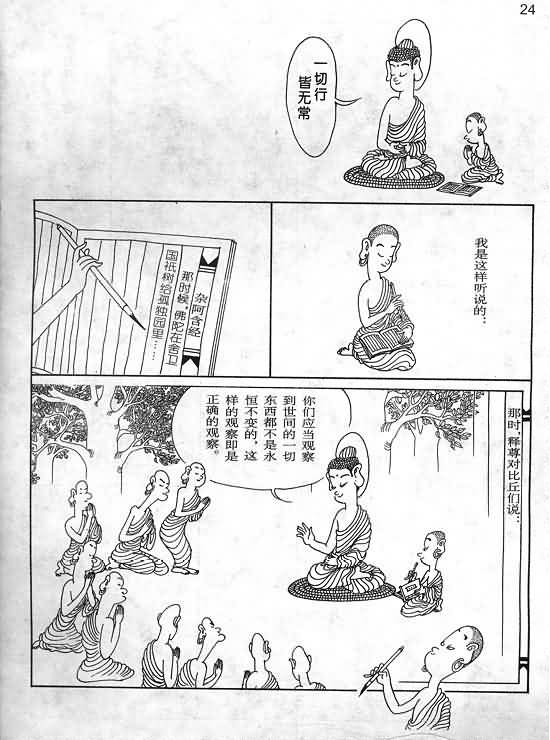 24
一切行
皆无常
我是这样听说的：
杂阿含经
那时候，佛陀在舍卫
国祇树给孤独园里……
那时，释尊对比丘们说：
你们应当观察
到世间的一切
东西都不是永
恒不变的，这
样的观察即是
正确的观察。